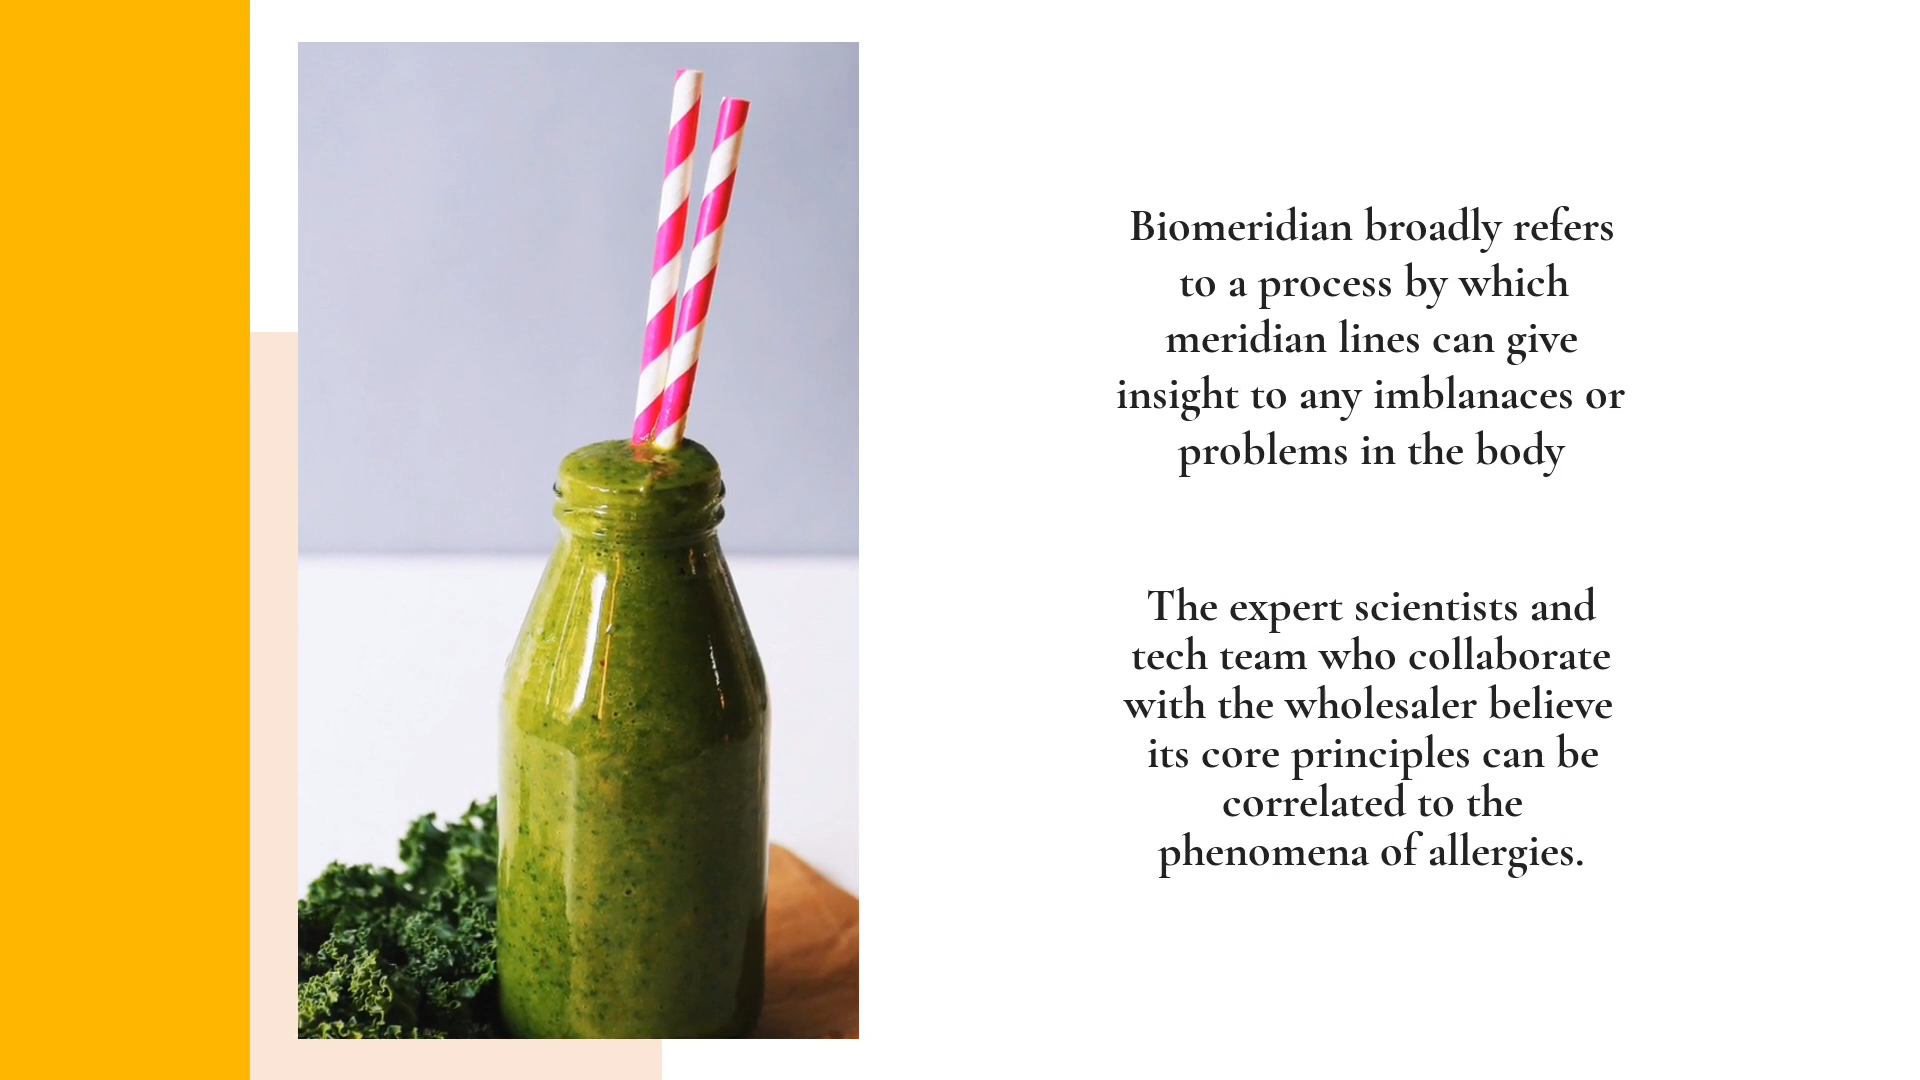 Biomeridian broadly refers
to a process by which
meridian lines can give
insight to any imblanaces or
problems in the body
The expert scientists and
tech team who collaborate
with the wholesaler believe
its core principles can be
correlated to the
phenomena of allergies.